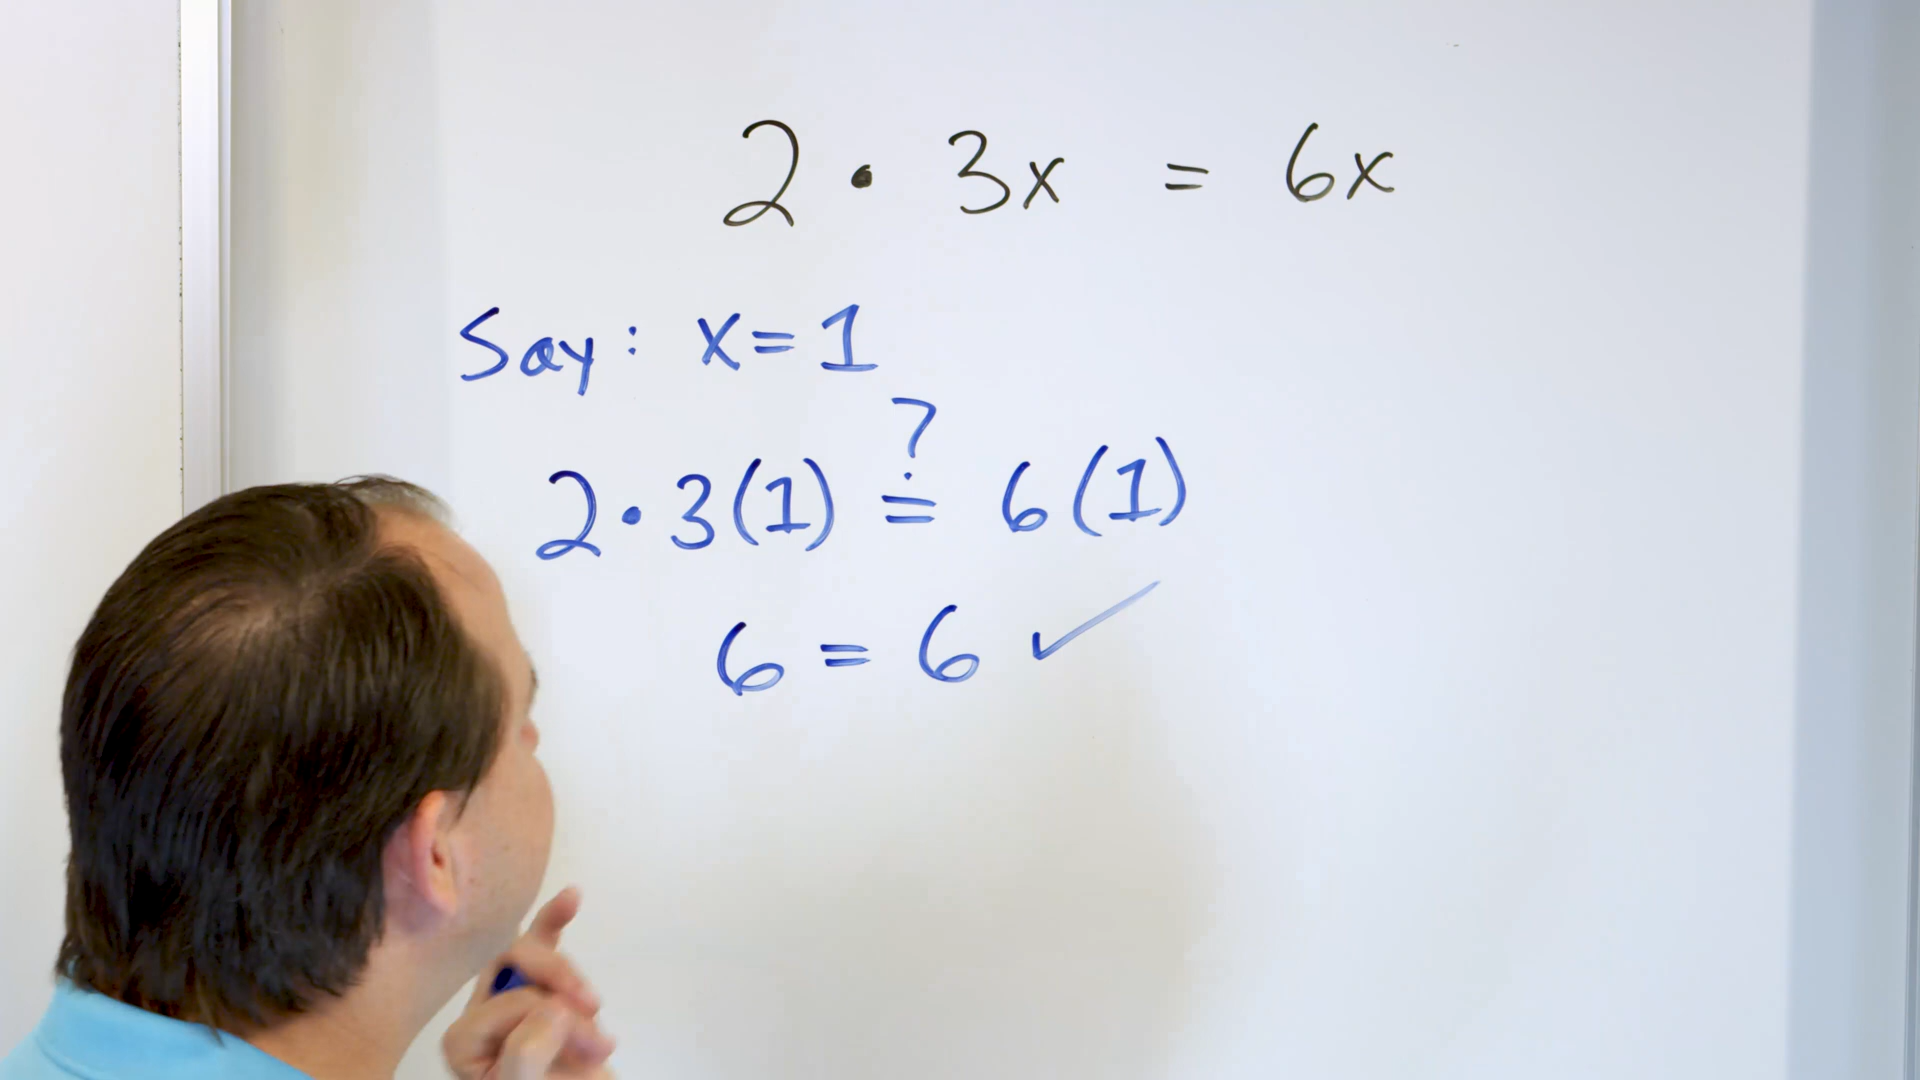 2 · 3x = 6x
Say: x = 1
2 · 3(1) ≟ 6(1)
6 = 6 ✓